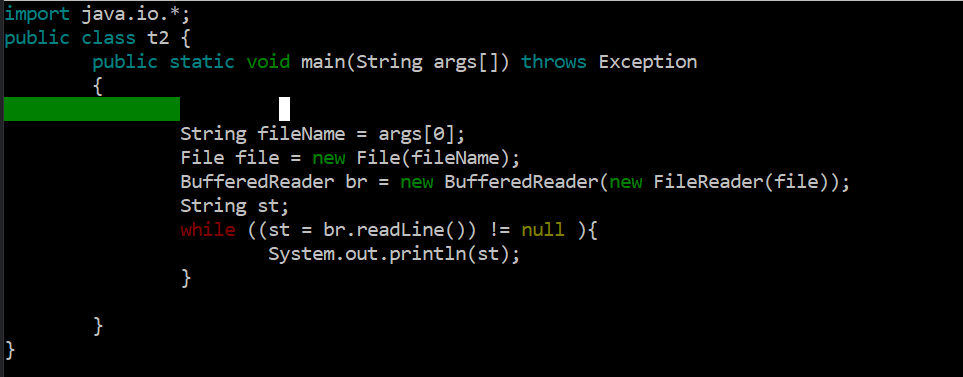 import java.io.*;
public class t2 {
        public static void main(String args[]) throws Exception
        {
                String fileName = args[0];
                File file = new File(fileName);
                BufferedReader br = new BufferedReader(new FileReader(file));
                String st;
                while ((st = br.readLine()) != null ){
                        System.out.println(st);
                }
        }
}